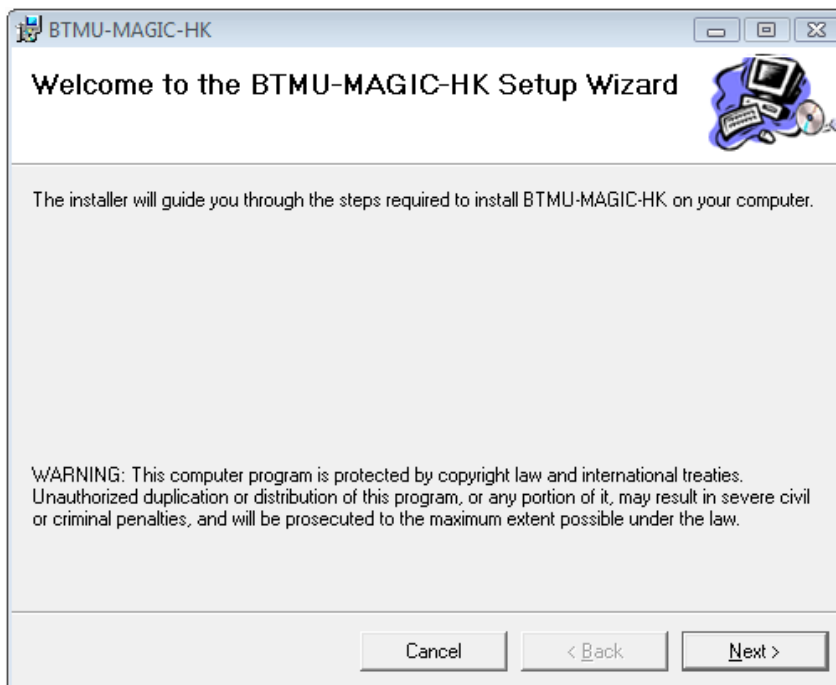 BTMU-MAGIC-HK
Welcome to the BTMU-MAGIC-HK Setup Wizard
The installer will guide you through the steps required to install BTMU-MAGIC-HK on your computer.
WARNING: This computer program is protected by copyright law and international treaties.
Unauthorized duplication or distribution of this program, or any portion of it, may result in severe civil
or criminal penalties, and will be prosecuted to the maximum extent possible under the law.
Cancel
< Back
Next >